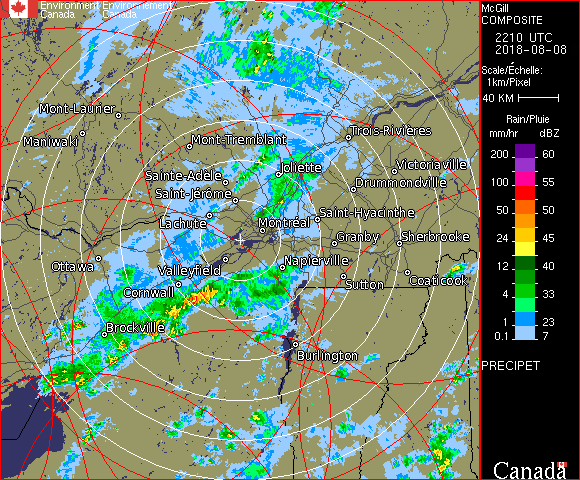 Environment Environnement
Canada Canada
McGill
COMPOSITE
2210 UTC
2018-08-08
Scale/Échelle:
1km/Pixel
40 KM
Rain/Pluie
mm/hr dBZ
200 60
100 55
50 50
24 45
12 40
4 33
0.1 23
7
PRECIPET
Canada
Mont-Laurier
Maniwaki
Mont-Tremblant
Trois-Rivières
Sainte-Adèle
Joliette
Victoriaville
Saint-Jérôme
Drummondville
Lachute
Montréal
Saint-Hyacinthe
Granby
Sherbrooke
Ottawa
Valleyfield
Napierville
Cornwall
Sutton
Coaticook
Brockville
Burlington